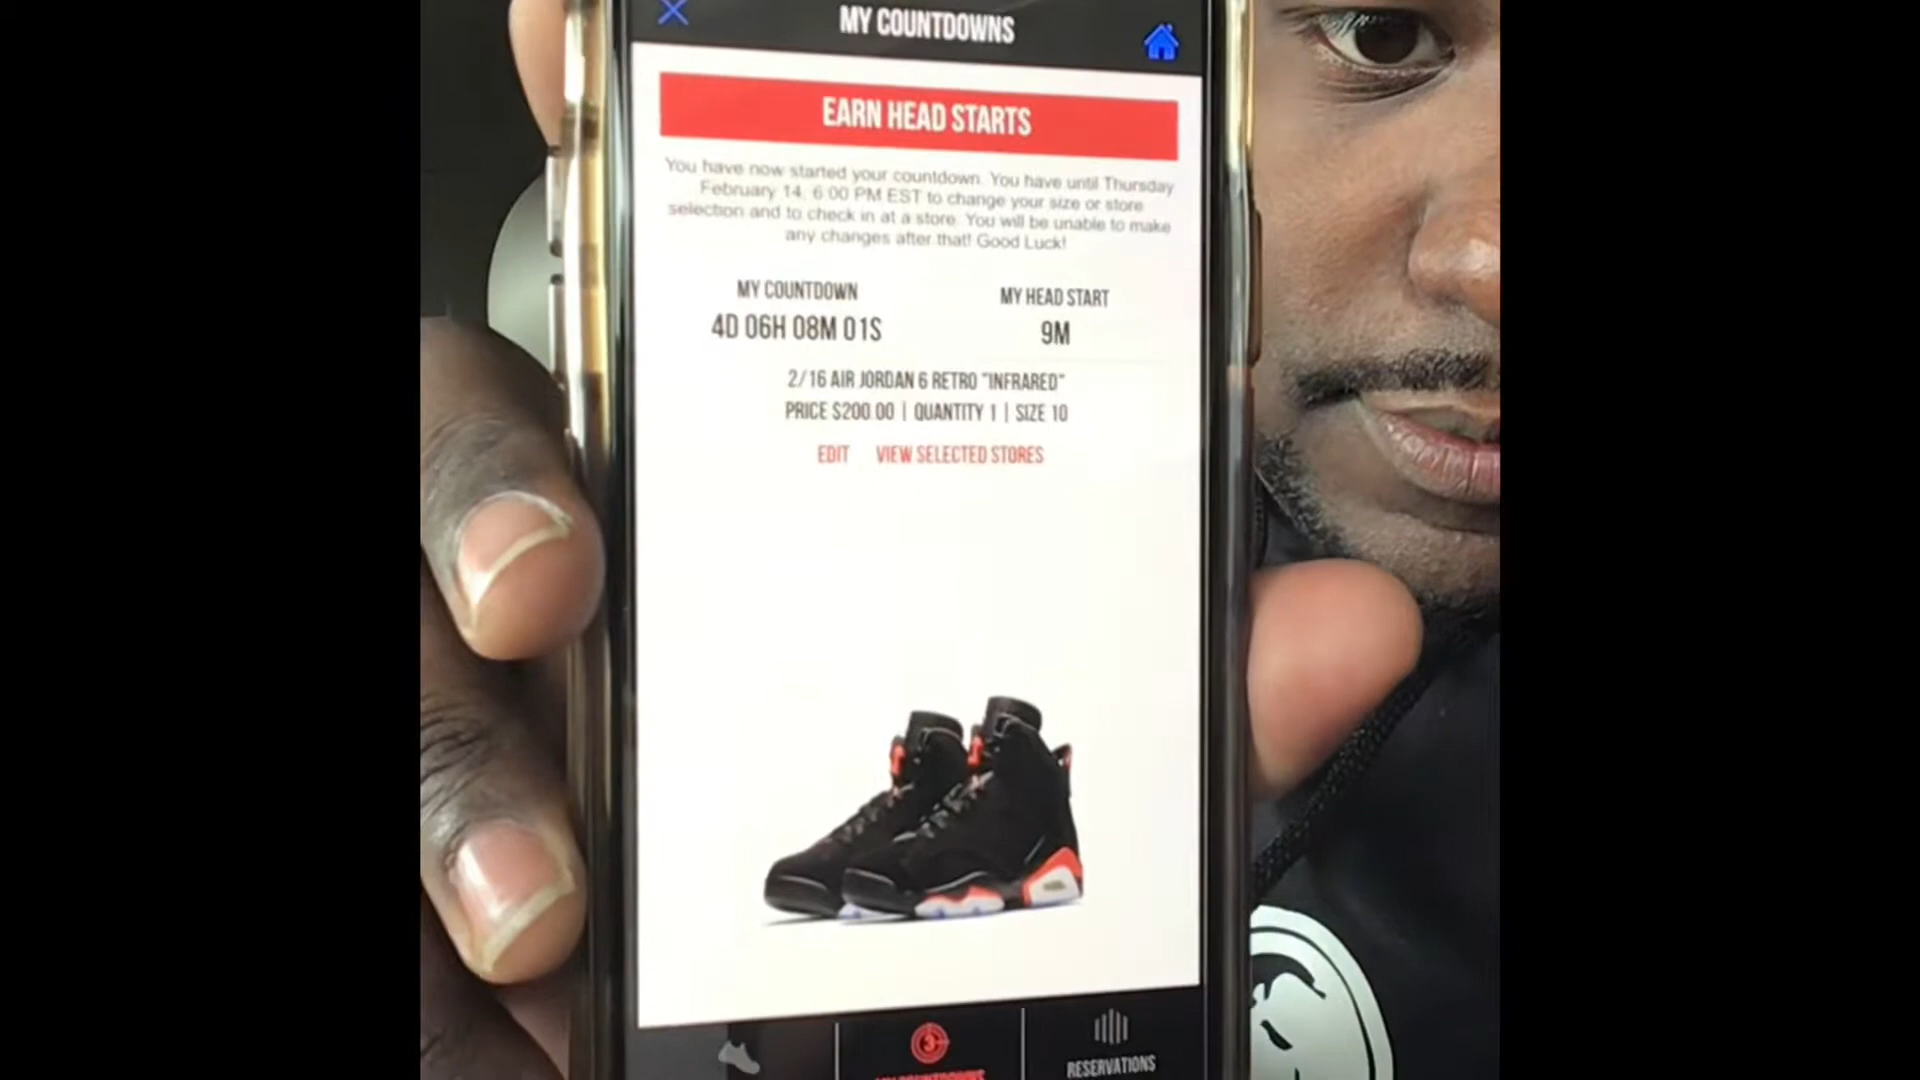 MY COUNTDOWNS
EARN HEAD STARTS
You have now started your countdown. You have until Thursday
February 14, 6:00 PM EST to change your size or store
selection and to check in at a store. You will be unable to make
any changes after that! Good Luck!
MY COUNTDOWN
MY HEAD START
4D 06H 08M 01S
9M
2/16 AIR JORDAN 6 RETRO "INFRARED"
PRICE $200.00 | QUANTITY 1 | SIZE 10
EDIT VIEW SELECTED STORES
3
MY COUNTDOWNS
RESERVATIONS